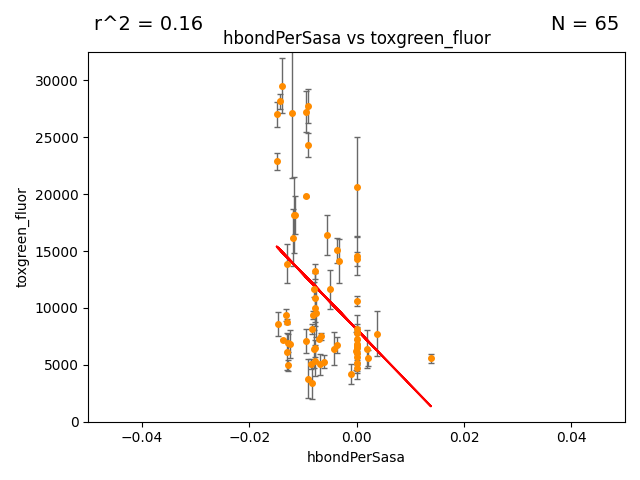 r^2 = 0.16
N = 65
hbondPerSasa vs toxgreen_fluor
30000
25000
20000
15000
10000
5000
0
toxgreen_fluor
−0.04
−0.02
0.00
0.02
0.04
hbondPerSasa